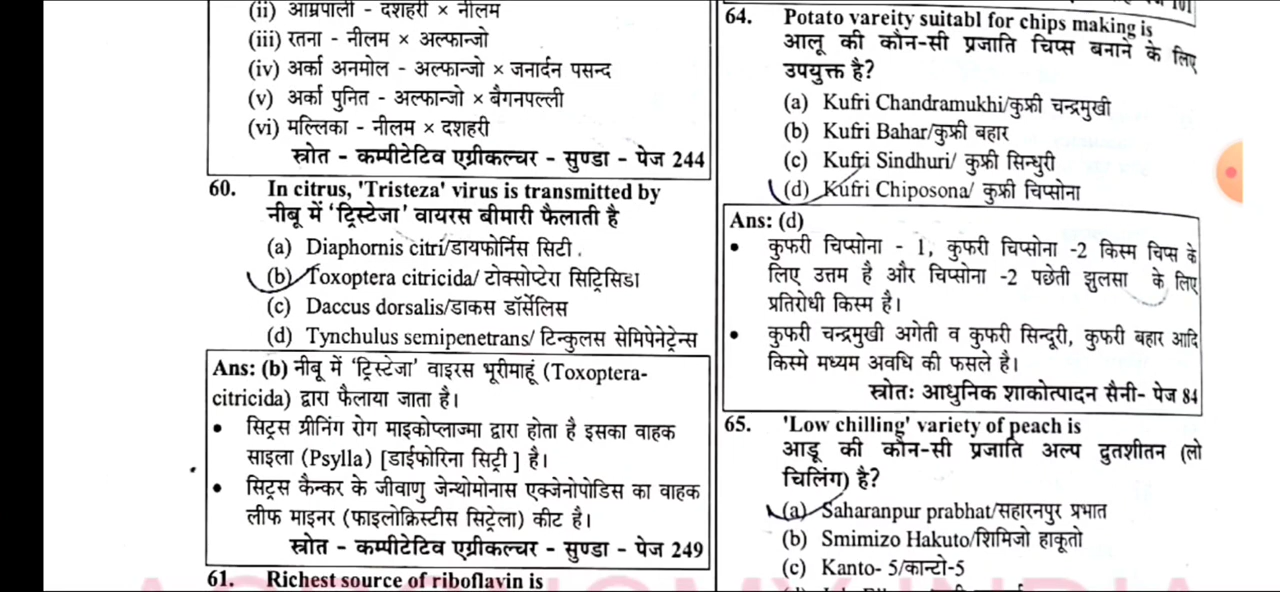 (ii) आम्रपाली - दशहरी × नीलम
(iii) रतना - नीलम × अल्फान्जो
(iv) अर्का अनमोल - अल्फान्जो × जनार्दन पसन्द
(v) अर्का पुनित - अल्फान्जो × बैगनपल्ली
(vi) मल्लिका - नीलम × दशहरी
स्त्रोत - कम्पीटेटिव एग्रीकल्चर - सुण्डा - पेज 244
60. In citrus, 'Tristeza' virus is transmitted by
नीबू में 'ट्रिस्टेजा' वायरस बीमारी फैलाती है
(a) Diaphornis citri/डायफोर्निस सिटी .
(b) Toxoptera citricida/ टोक्सोप्टेरा सिट्रिसिडा
(c) Daccus dorsalis/डाकस डॉर्सेलिस
(d) Tynchulus semipenetrans/ टिन्कुलस सेमिपेनेट्रेन्स
Ans: (b) नीबू में 'ट्रिस्टेजा' वाइरस भूरीमाहूं (Toxoptera-
citricida) द्वारा फैलाया जाता है।
• सिट्रस ग्रीनिंग रोग माइकोप्लाज्मा द्वारा होता है इसका वाहक
साइला (Psylla) [डाईफोरिना सिट्री ] है।
• सिट्रस कैन्कर के जीवाणु जेन्थोमोनास एक्जेनोपोडिस का वाहक
लीफ माइनर (फाइलोक्रिस्टीस सिट्रेला) कीट है।
स्त्रोत - कम्पीटेटिव एग्रीकल्चर - सुण्डा - पेज 249
61. Richest source of riboflavin is
101
64. Potato vareity suitabl for chips making is
आलू की कौन-सी प्रजाति चिप्स बनाने के लिए
उपयुक्त है?
(a) Kufri Chandramukhi/कुफ्री चन्द्रमुखी
(b) Kufri Bahar/कुफ्री बहार
(c) Kufri Sindhuri/ कुफ्री सिन्धुरी
(d) Kufri Chiposona/ कुफ्री चिप्सोना
Ans: (d)
• कुफरी चिप्सोना - 1, कुफरी चिप्सोना -2 किस्म चिप्स के
लिए उत्तम है और चिप्सोना -2 पछेती झुलसा के लिए
प्रतिरोधी किस्म है।
• कुफरी चन्द्रमुखी अगेती व कुफरी सिन्दूरी, कुफरी बहार आदि
किस्मे मध्यम अवधि की फसले है।
स्त्रोतः आधुनिक शाकोत्पादन सैनी- पेज 84
65. 'Low chilling' variety of peach is
आडू की कौन-सी प्रजाति अल्प द्रुतशीतन (लो
चिलिंग) है?
(a) Saharanpur prabhat/सहारनपुर प्रभात
(b) Smimizo Hakuto/शिमिजो हाकूतो
(c) Kanto- 5/कान्टो-5